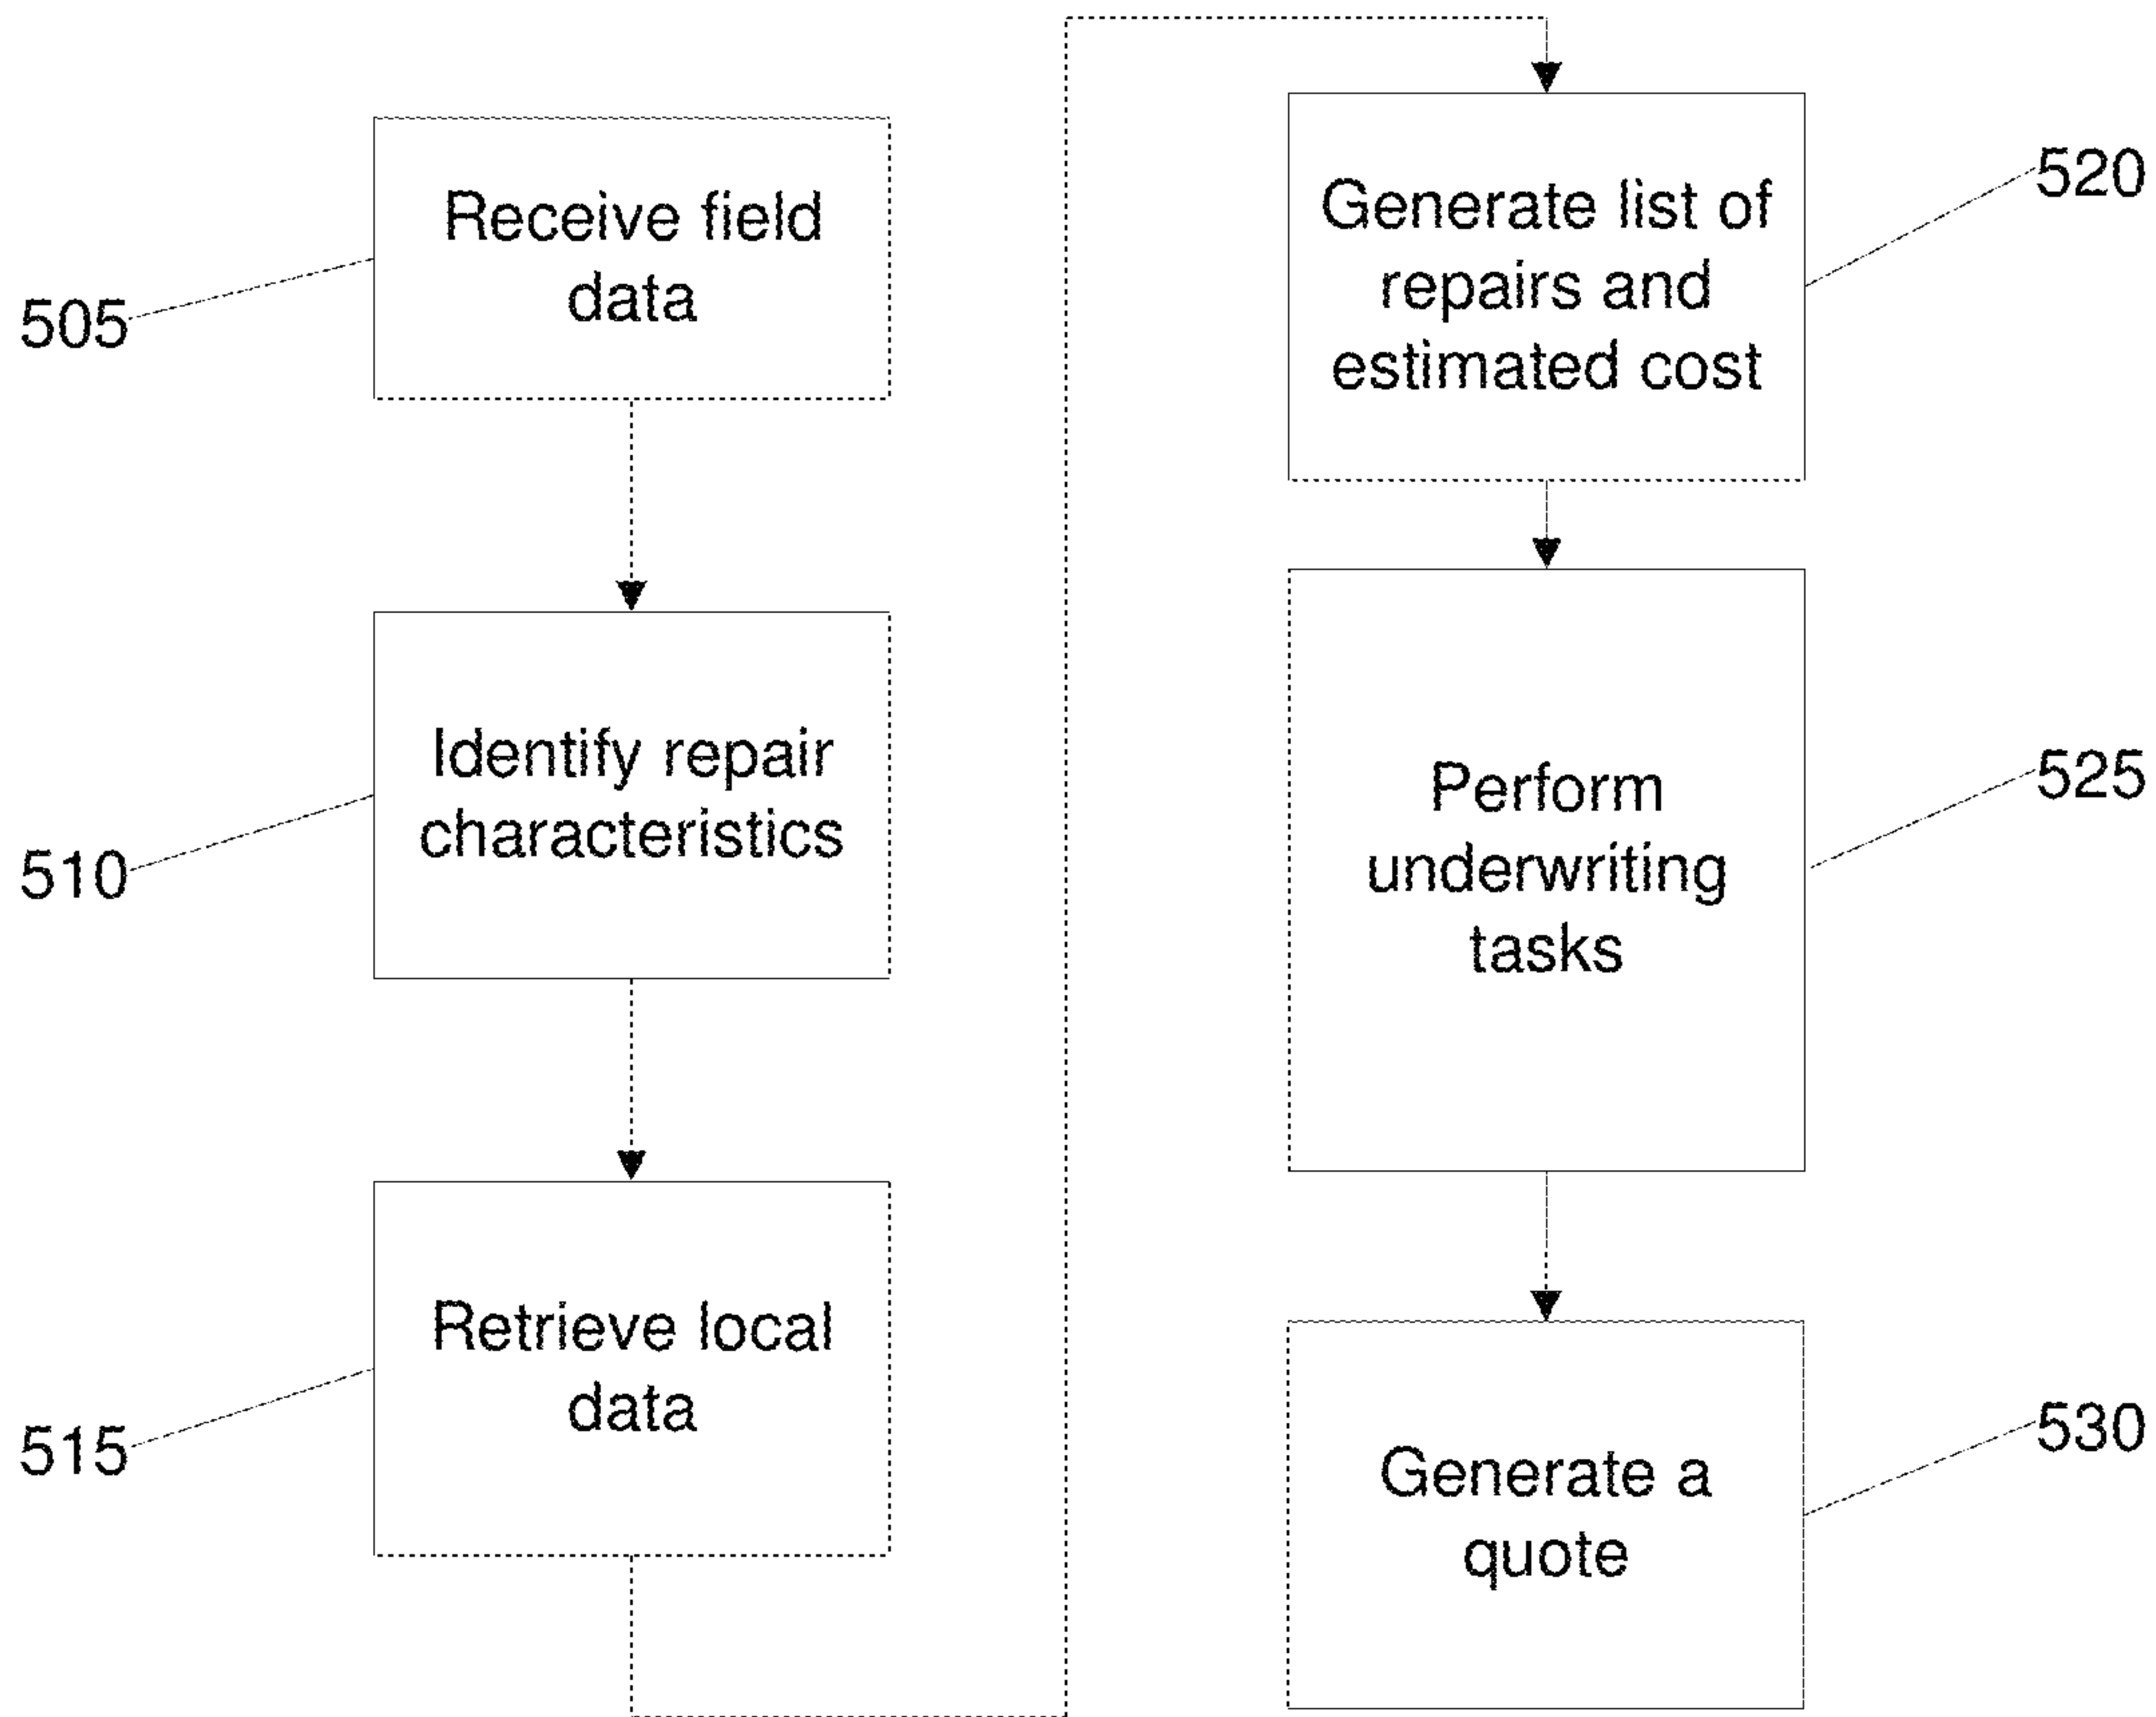 Receive field
data
505
Identify repair
characteristics
510
Retrieve local
data
515
Generate list of
repairs and
estimated cost
520
Perform
underwriting
tasks
525
Generate a
quote
530